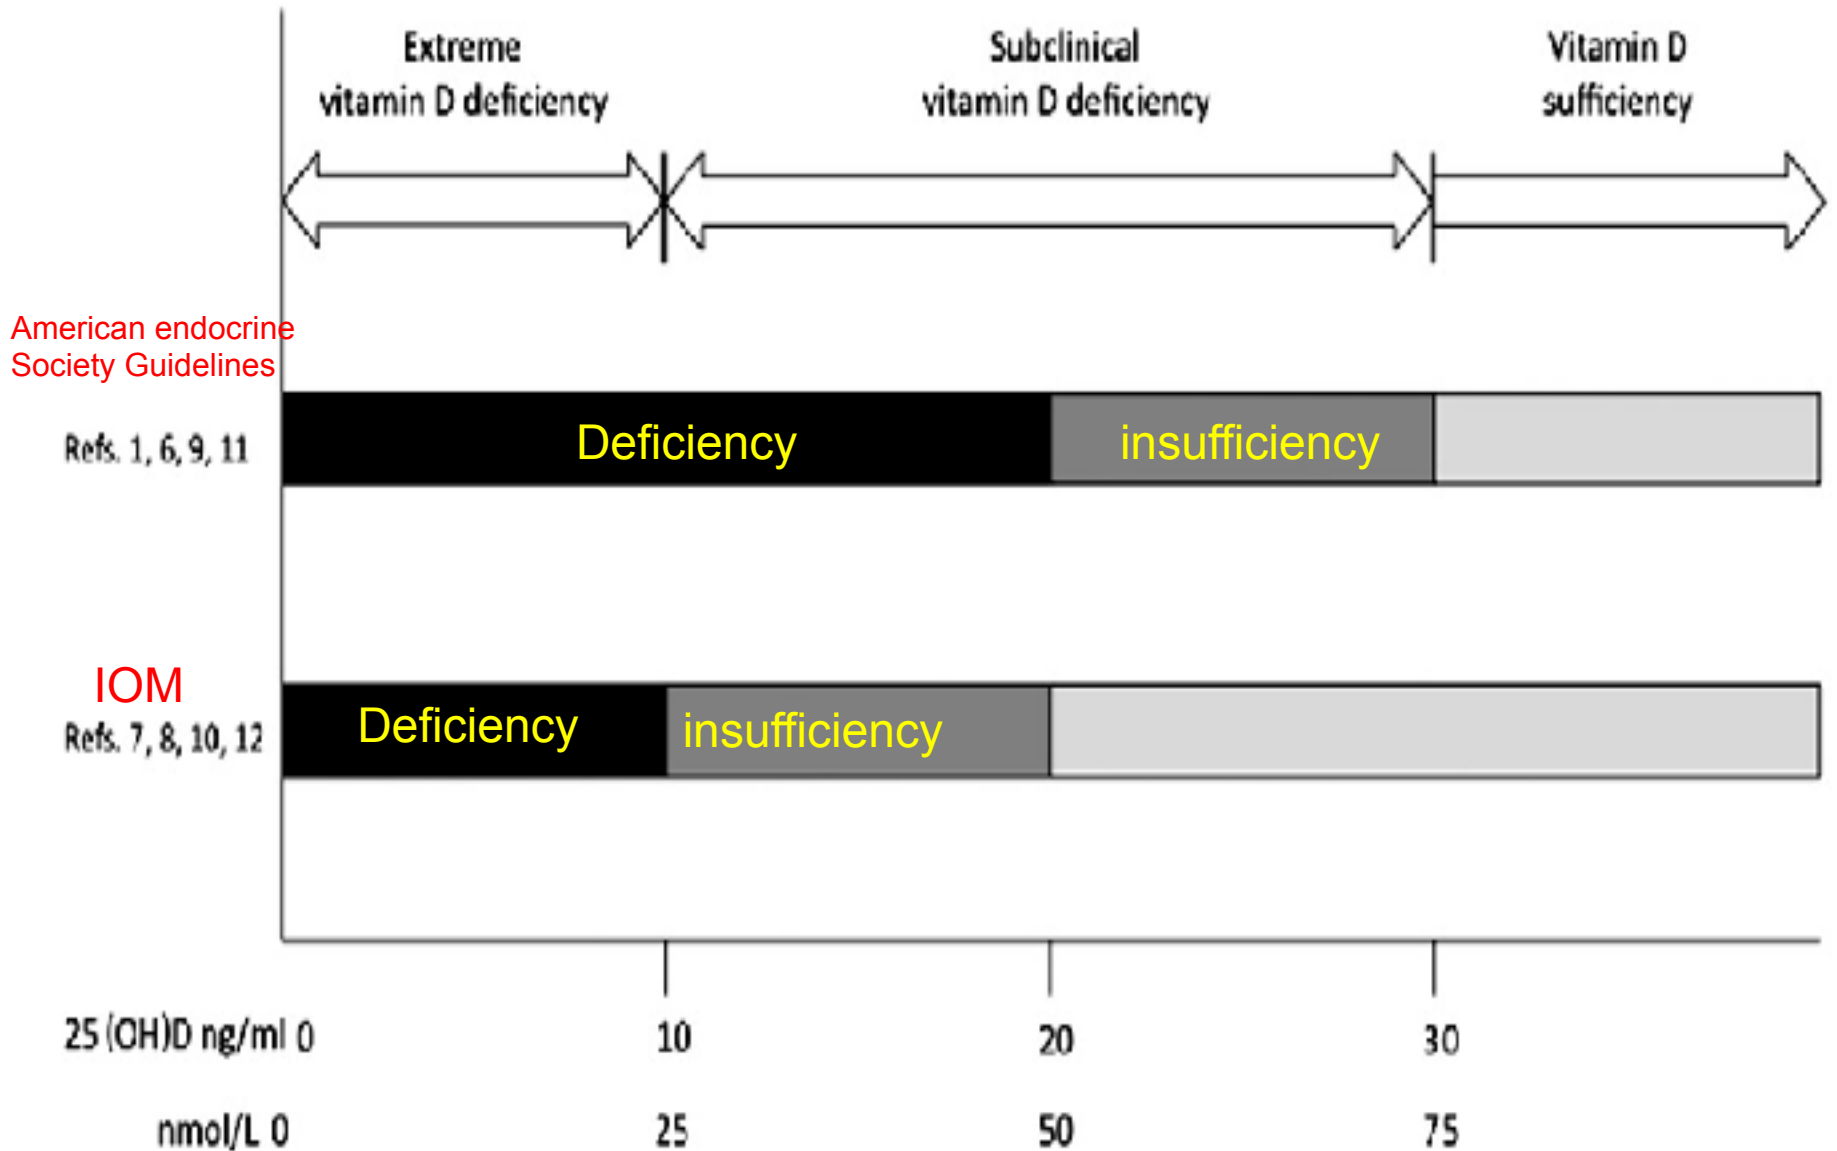 Extreme
vitamin D deficiency
Subclinical
vitamin D deficiency
Vitamin D
sufficiency
American endocrine
Society Guidelines
Refs. 1, 6, 9, 11
Deficiency
insufficiency
IOM
Refs. 7, 8, 10, 12
Deficiency
insufficiency
25 (OH)D ng/ml 0 10 20 30
nmol/L 0 25 50 75